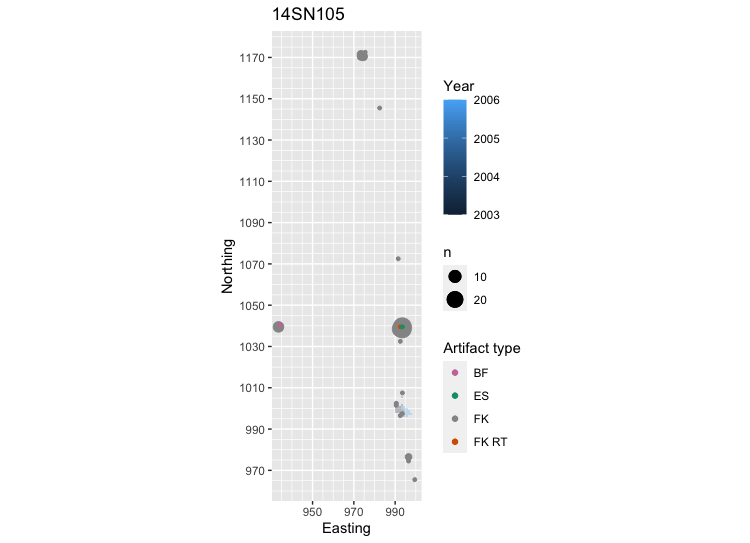 14SN105
Northing
1170
1150
1130
1110
1090
1070
1050
1030
1010
990
970
950
970
990
Easting
Year
2006
2005
2004
2003
n
10
20
Artifact type
BF
ES
FK
FK RT